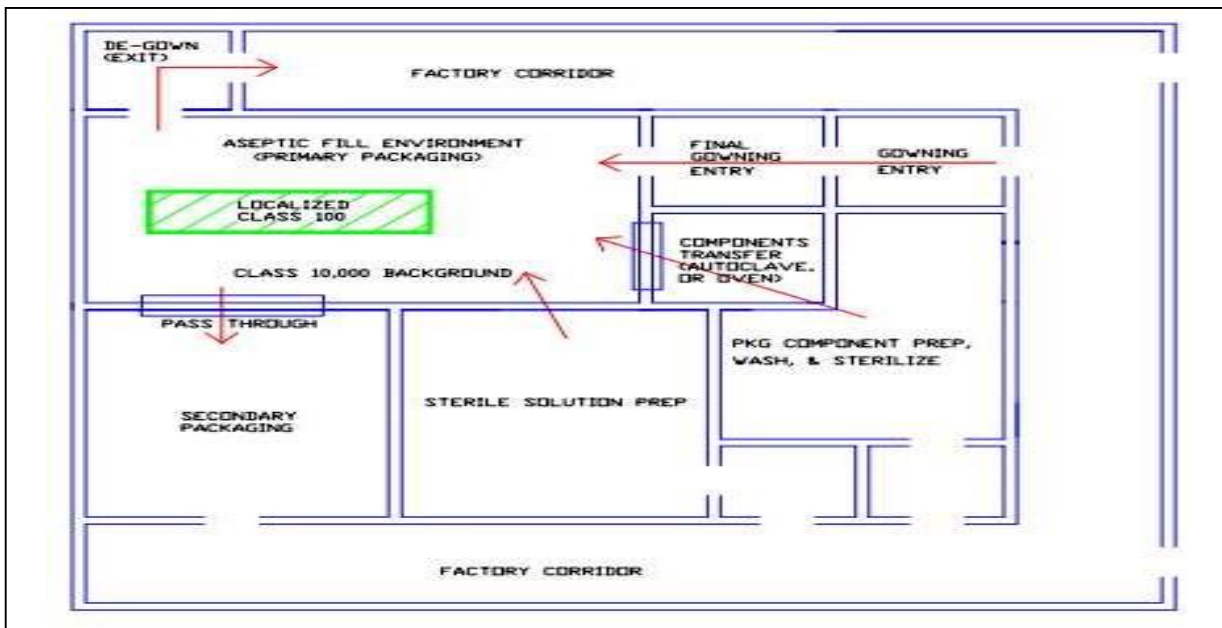 DE-GOWN
(EXIT)
FACTORY CORRIDOR
ASEPTIC FILL ENVIRONMENT
(PRIMARY PACKAGING)
FINAL
GOWNING
ENTRY
GOWNING
ENTRY
LOCALIZED
CLASS 100
COMPONENTS
TRANSFER
(AUTOCLAVE,
OR OVEN)
CLASS 10,000 BACKGROUND
PASS THROUGH
PKG COMPONENT PREP,
WASH, & STERILIZE
STERILE SOLUTION PREP
SECONDARY
PACKAGING
FACTORY CORRIDOR